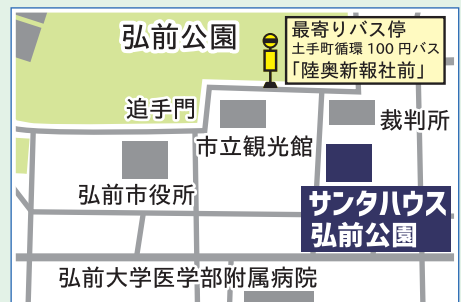 弘前公園
最寄りバス停
土手町循環100円バス
「陸奥新報社前」
追手門
市立観光館
裁判所
弘前市役所
サンタハウス
弘前公園
弘前大学医学部附属病院